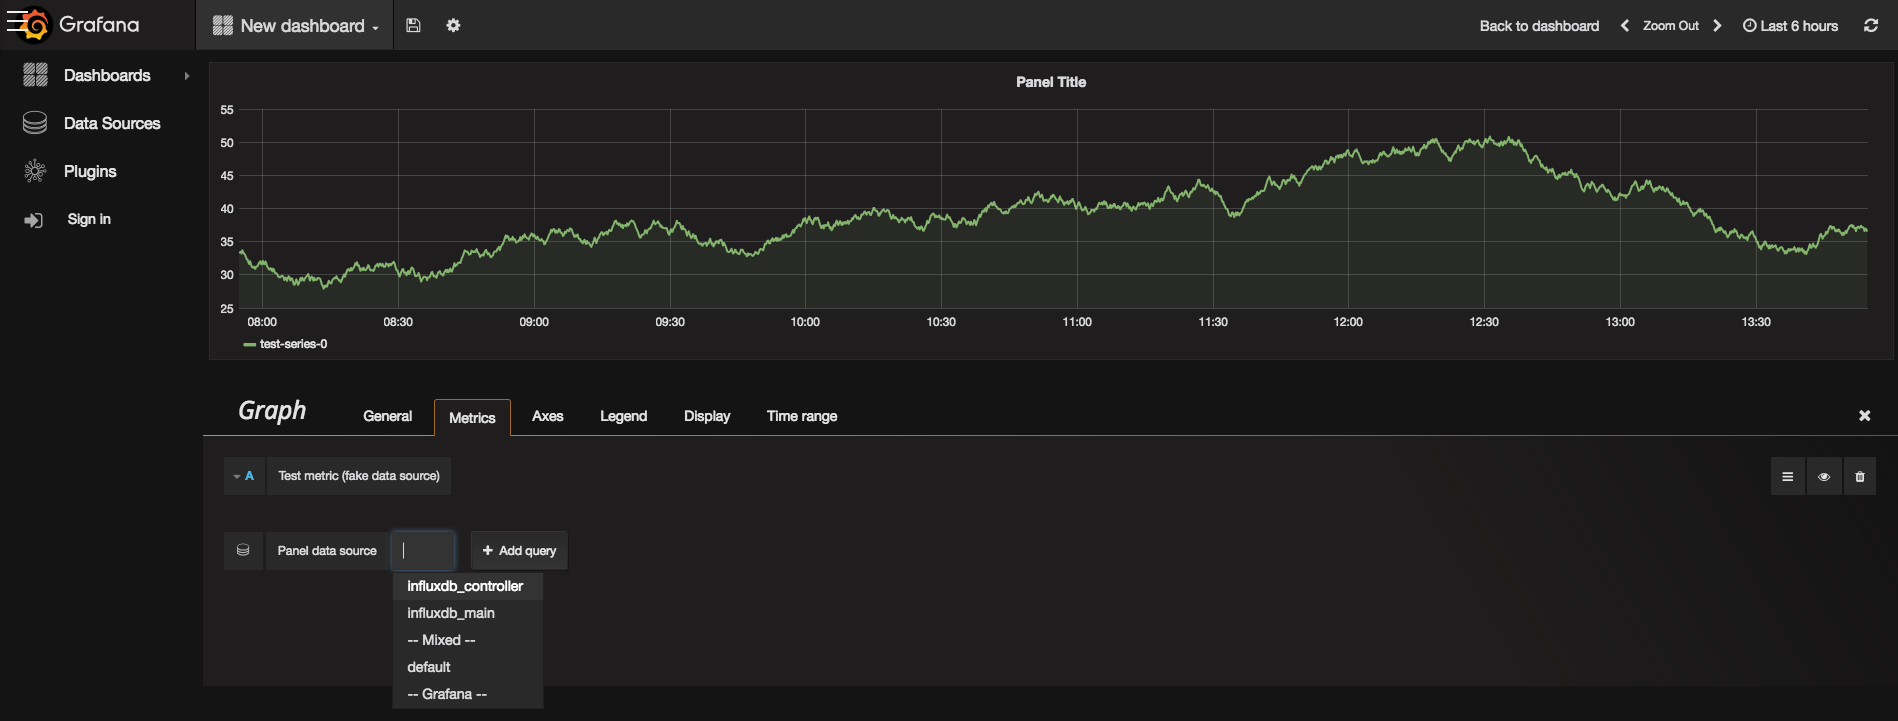 Grafana
New dashboard
Back to dashboard Zoom Out Last 6 hours
Dashboards
Data Sources
Plugins
Sign in
Panel Title
55
50
45
40
35
30
25
08:00 08:30 09:00 09:30 10:00 10:30 11:00 11:30 12:00 12:30 13:00 13:30
test-series-0
Graph General Metrics Axes Legend Display Time range
A Test metric (fake data source)
Panel data source + Add query
influxdb_controller
influxdb_main
-- Mixed --
default
-- Grafana --